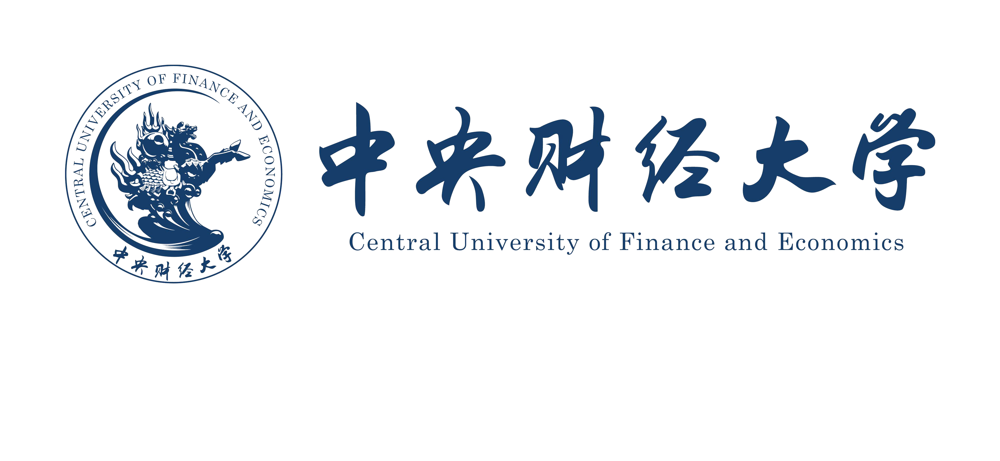 CENTRAL UNIVERSITY OF FINANCE AND ECONOMICS
中央财经大学
中央财经大学
Central University of Finance and Economics